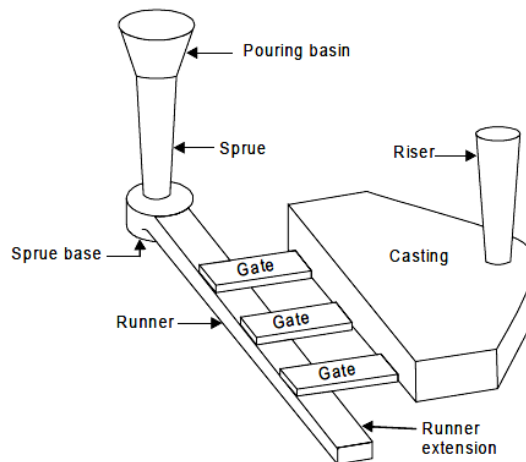 Pouring basin
Sprue
Riser
Sprue base
Gate
Casting
Runner
Gate
Gate
Runner
extension